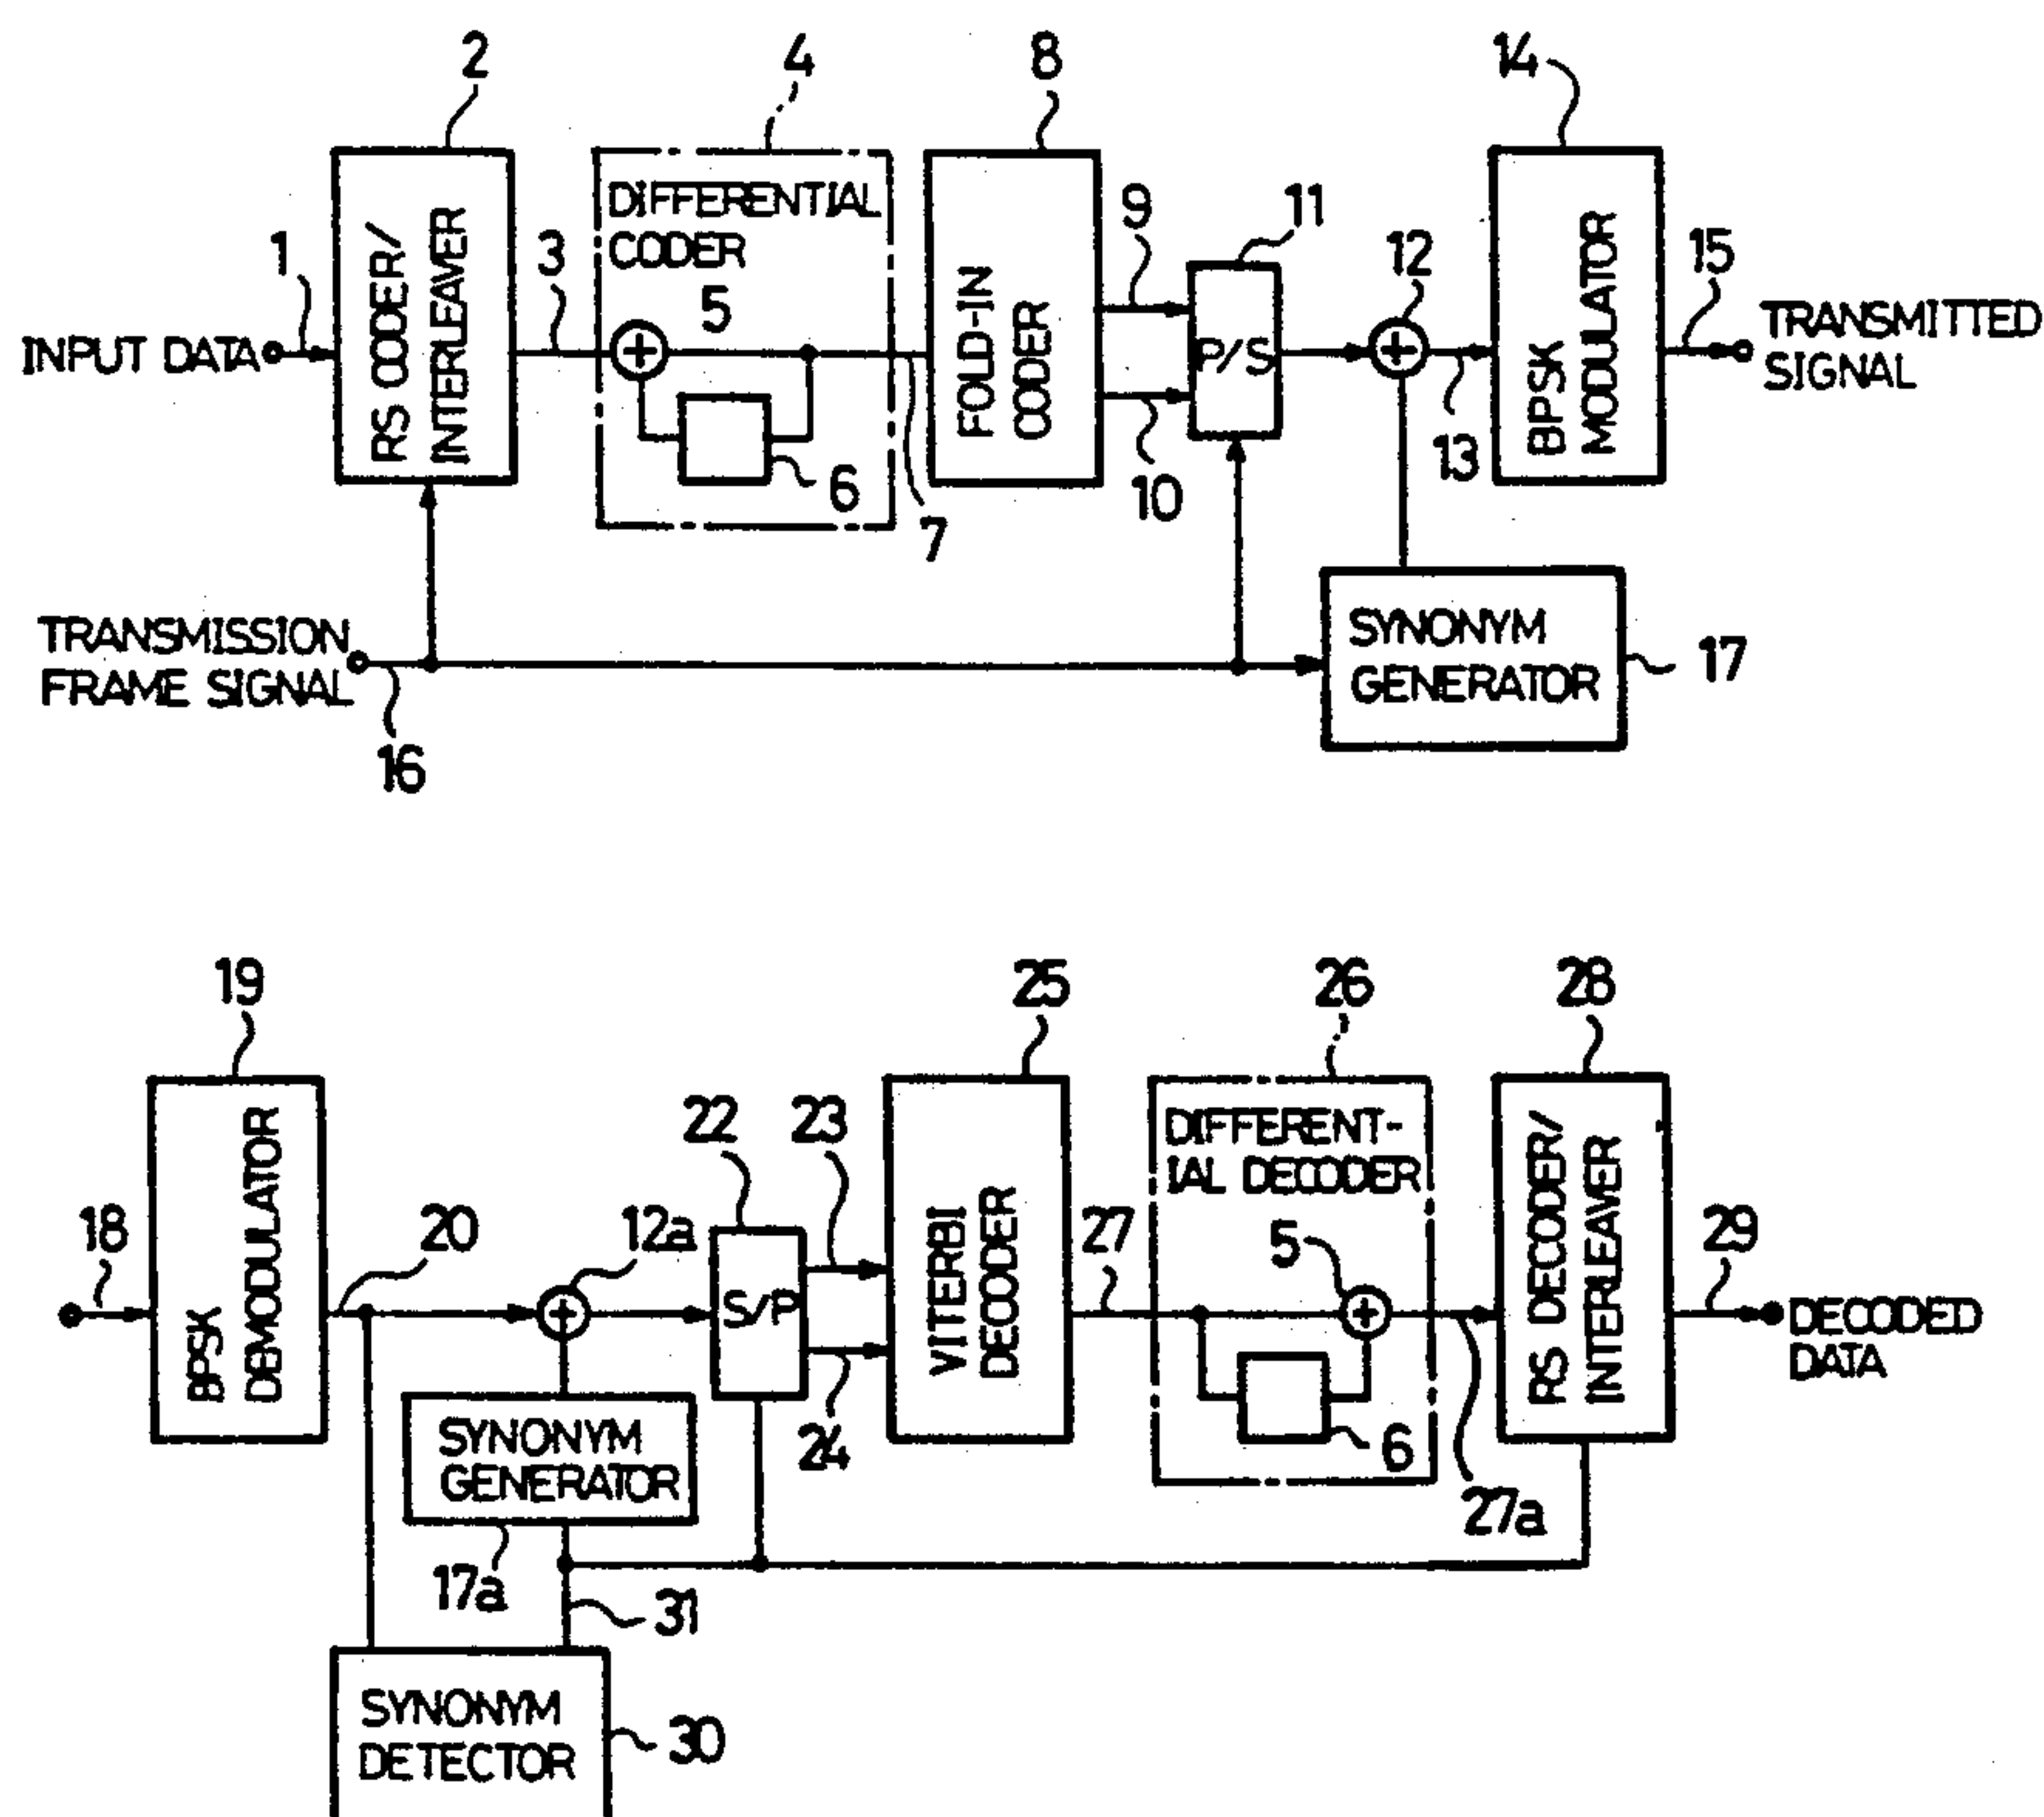 2
4
8
14
1
RS CODER/
INTERLEAVER
3
DIFFERENTIAL
CODER
5
6
7
FOLD-IN
CODER
9
10
11
P/S
12
13
BPSK
MODULATOR
15
INPUT DATA
TRANSMITTED
SIGNAL
TRANSMISSION
FRAME SIGNAL
16
SYNONYM
GENERATOR
17
19
25
26
28
18
BPSK
DBMODULATOR
20
12a
22
S/P
23
24
VITERBI
DECODER
27
DIFFERENT-
IAL DECODER
5
6
27a
RS DECODER/
INTERLEAVER
29
DECODED
DATA
SYNONYM
GENERATOR
17a
31
SYNONYM
DETECTOR
30